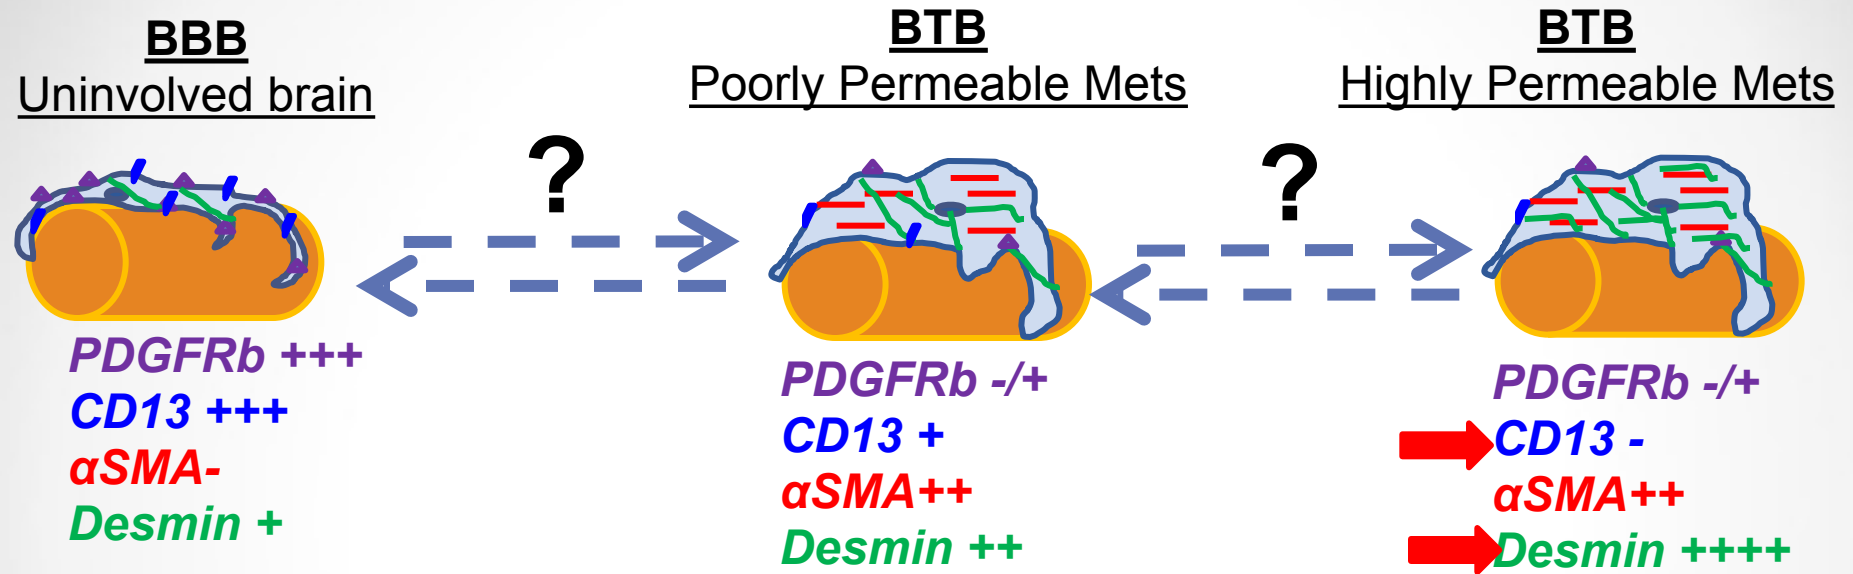 BBB
Uninvolved brain
BTB
Poorly Permeable Mets
BTB
Highly Permeable Mets
?
?
PDGFRb +++
CD13 +++
αSMA-
Desmin +
PDGFRb -/+
CD13 +
αSMA++
Desmin ++
PDGFRb -/+
CD13 -
αSMA++
Desmin ++++